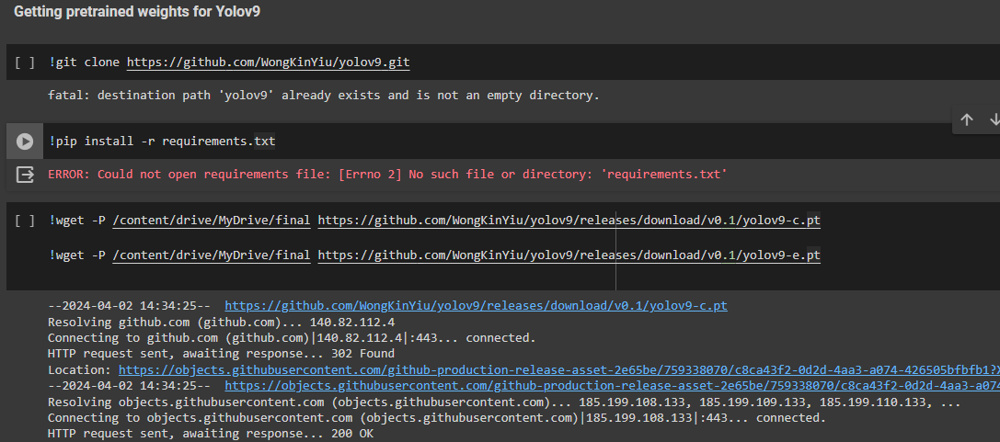 Getting pretrained weights for Yolov9
[ ] !git clone https://github.com/WongKinYiu/yolov9.git
fatal: destination path 'yolov9' already exists and is not an empty directory.
!pip install -r requirements.txt
ERROR: Could not open requirements file: [Errno 2] No such file or directory: 'requirements.txt'
[ ] !wget -P /content/drive/MyDrive/final https://github.com/WongKinYiu/yolov9/releases/download/v0.1/yolov9-c.pt
!wget -P /content/drive/MyDrive/final https://github.com/WongKinYiu/yolov9/releases/download/v0.1/yolov9-e.pt
--2024-04-02 14:34:25--  https://github.com/WongKinYiu/yolov9/releases/download/v0.1/yolov9-c.pt
Resolving github.com (github.com)... 140.82.112.4
Connecting to github.com (github.com)|140.82.112.4|:443... connected.
HTTP request sent, awaiting response... 302 Found
Location: https://objects.githubusercontent.com/github-production-release-asset-2e65be/759338070/c8ca43f2-0d2d-4aa3-a074-426505bfbfb1?X
--2024-04-02 14:34:25--  https://objects.githubusercontent.com/github-production-release-asset-2e65be/759338070/c8ca43f2-0d2d-4aa3-a074
Resolving objects.githubusercontent.com (objects.githubusercontent.com)... 185.199.108.133, 185.199.109.133, 185.199.110.133, ...
Connecting to objects.githubusercontent.com (objects.githubusercontent.com)|185.199.108.133|:443... connected.
HTTP request sent, awaiting response... 200 OK